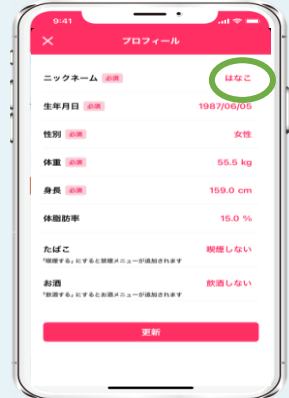 9:41
プロフィール
ニックネーム 必須 はなこ
生年月日 必須 1987/06/05
性別 必須 女性
体重 必須 55.5 kg
身長 必須 159.0 cm
体脂肪率 15.0 %
たばこ 喫煙しない
"喫煙する"にすると禁煙メニューが追加されます
お酒 飲酒しない
"飲酒する"にするとお酒メニューが追加されます
更新